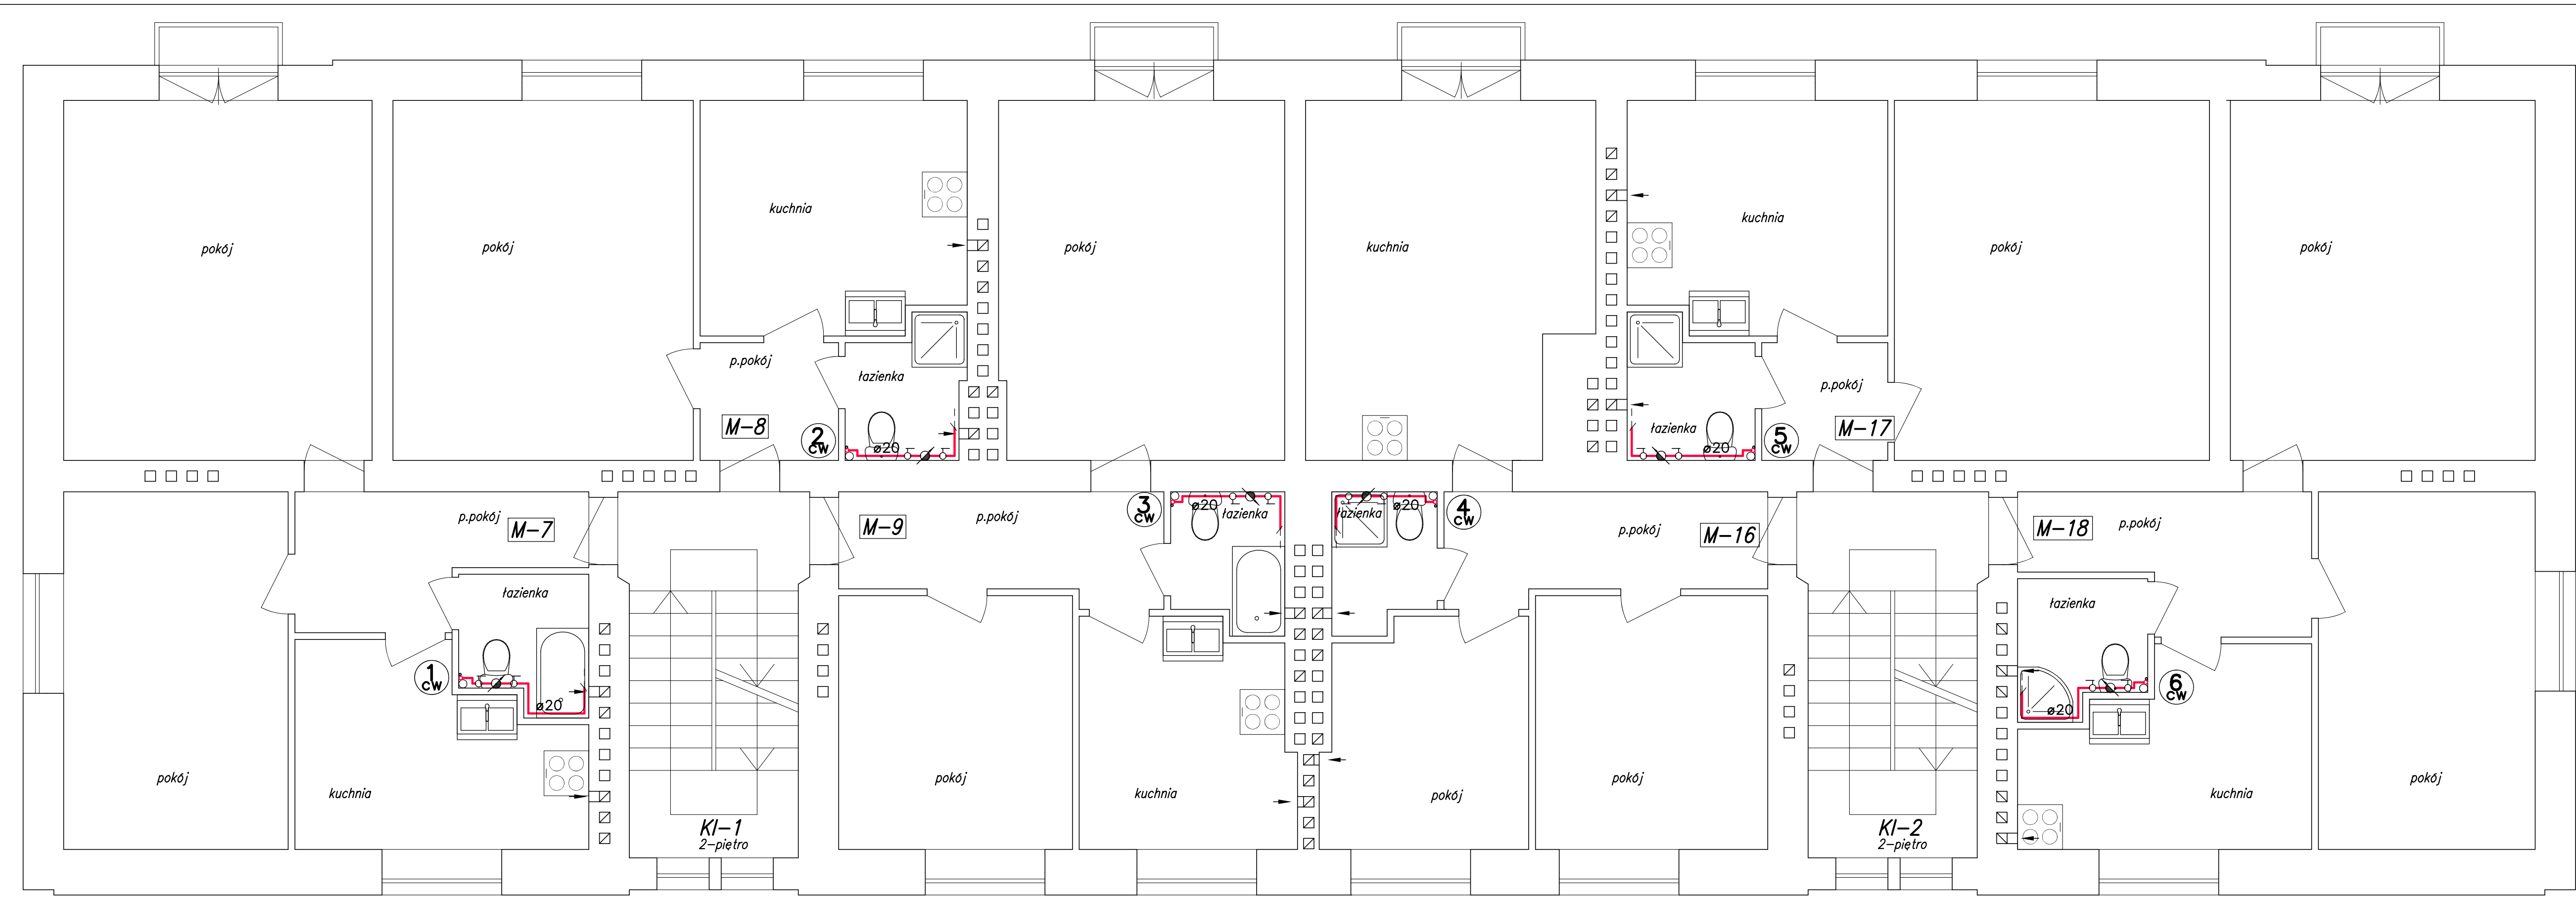 pokój
pokój
kuchnia
pokój
kuchnia
kuchnia
pokój
pokój
p.pokój
łazienka
M-8
2
CW
ø20
p.pokój
łazienka
ø20
5
CW
M-17
p.pokój
M-7
M-9
p.pokój
3
CW
ø20
łazienka
łazienka
ø20
4
CW
p.pokój
M-16
M-18
p.pokój
łazienka
1
CW
ø20
łazienka
6
CW
ø20
pokój
kuchnia
KI-1
2-piętro
pokój
kuchnia
pokój
pokój
KI-2
2-piętro
kuchnia
pokój